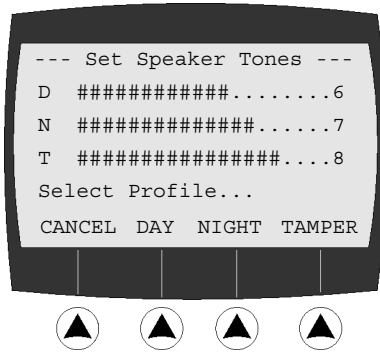 --- Set Speaker Tones ---
D ############........6
N ##############......7
T ################....8
Select Profile...
CANCEL DAY NIGHT TAMPER